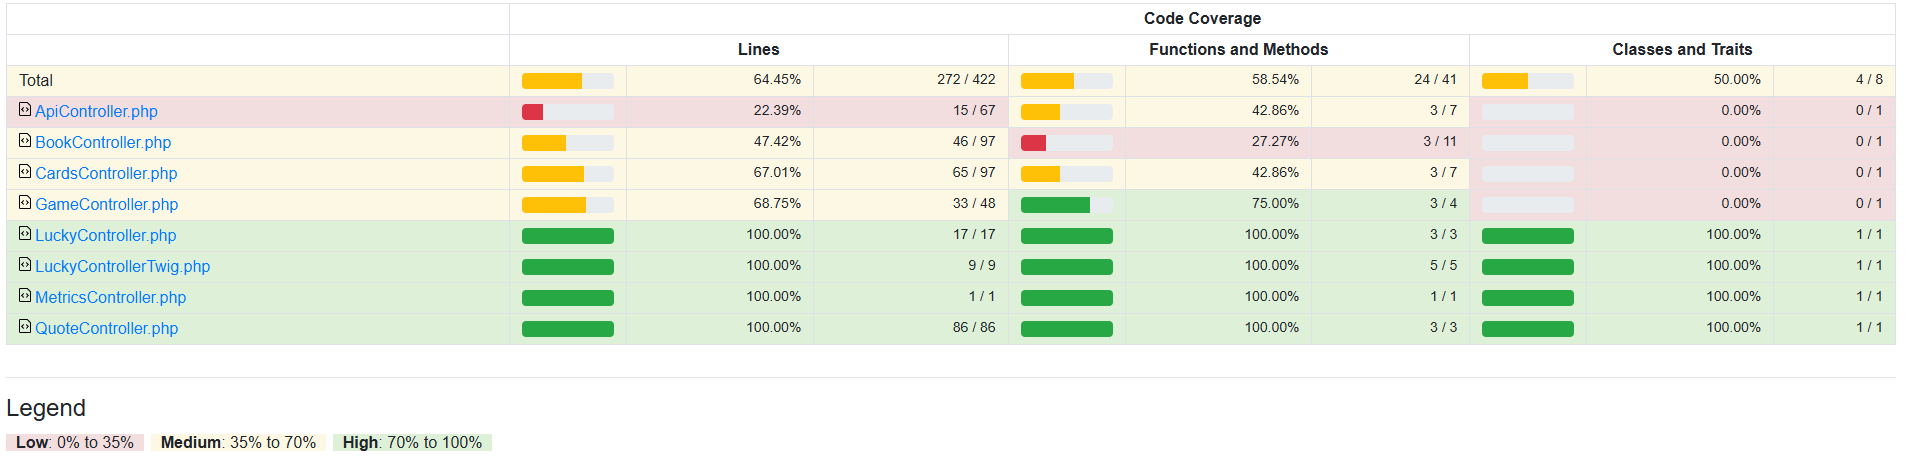 Code Coverage
Lines Functions and Methods Classes and Traits
Total 64.45% 272 / 422 58.54% 24 / 41 50.00% 4 / 8
ApiController.php 22.39% 15 / 67 42.86% 3 / 7 0.00% 0 / 1
BookController.php 47.42% 46 / 97 27.27% 3 / 11 0.00% 0 / 1
CardsController.php 67.01% 65 / 97 42.86% 3 / 7 0.00% 0 / 1
GameController.php 68.75% 33 / 48 75.00% 3 / 4 0.00% 0 / 1
LuckyController.php 100.00% 17 / 17 100.00% 3 / 3 100.00% 1 / 1
LuckyControllerTwig.php 100.00% 9 / 9 100.00% 5 / 5 100.00% 1 / 1
MetricsController.php 100.00% 1 / 1 100.00% 1 / 1 100.00% 1 / 1
QuoteController.php 100.00% 86 / 86 100.00% 3 / 3 100.00% 1 / 1
Legend
Low: 0% to 35% Medium: 35% to 70% High: 70% to 100%